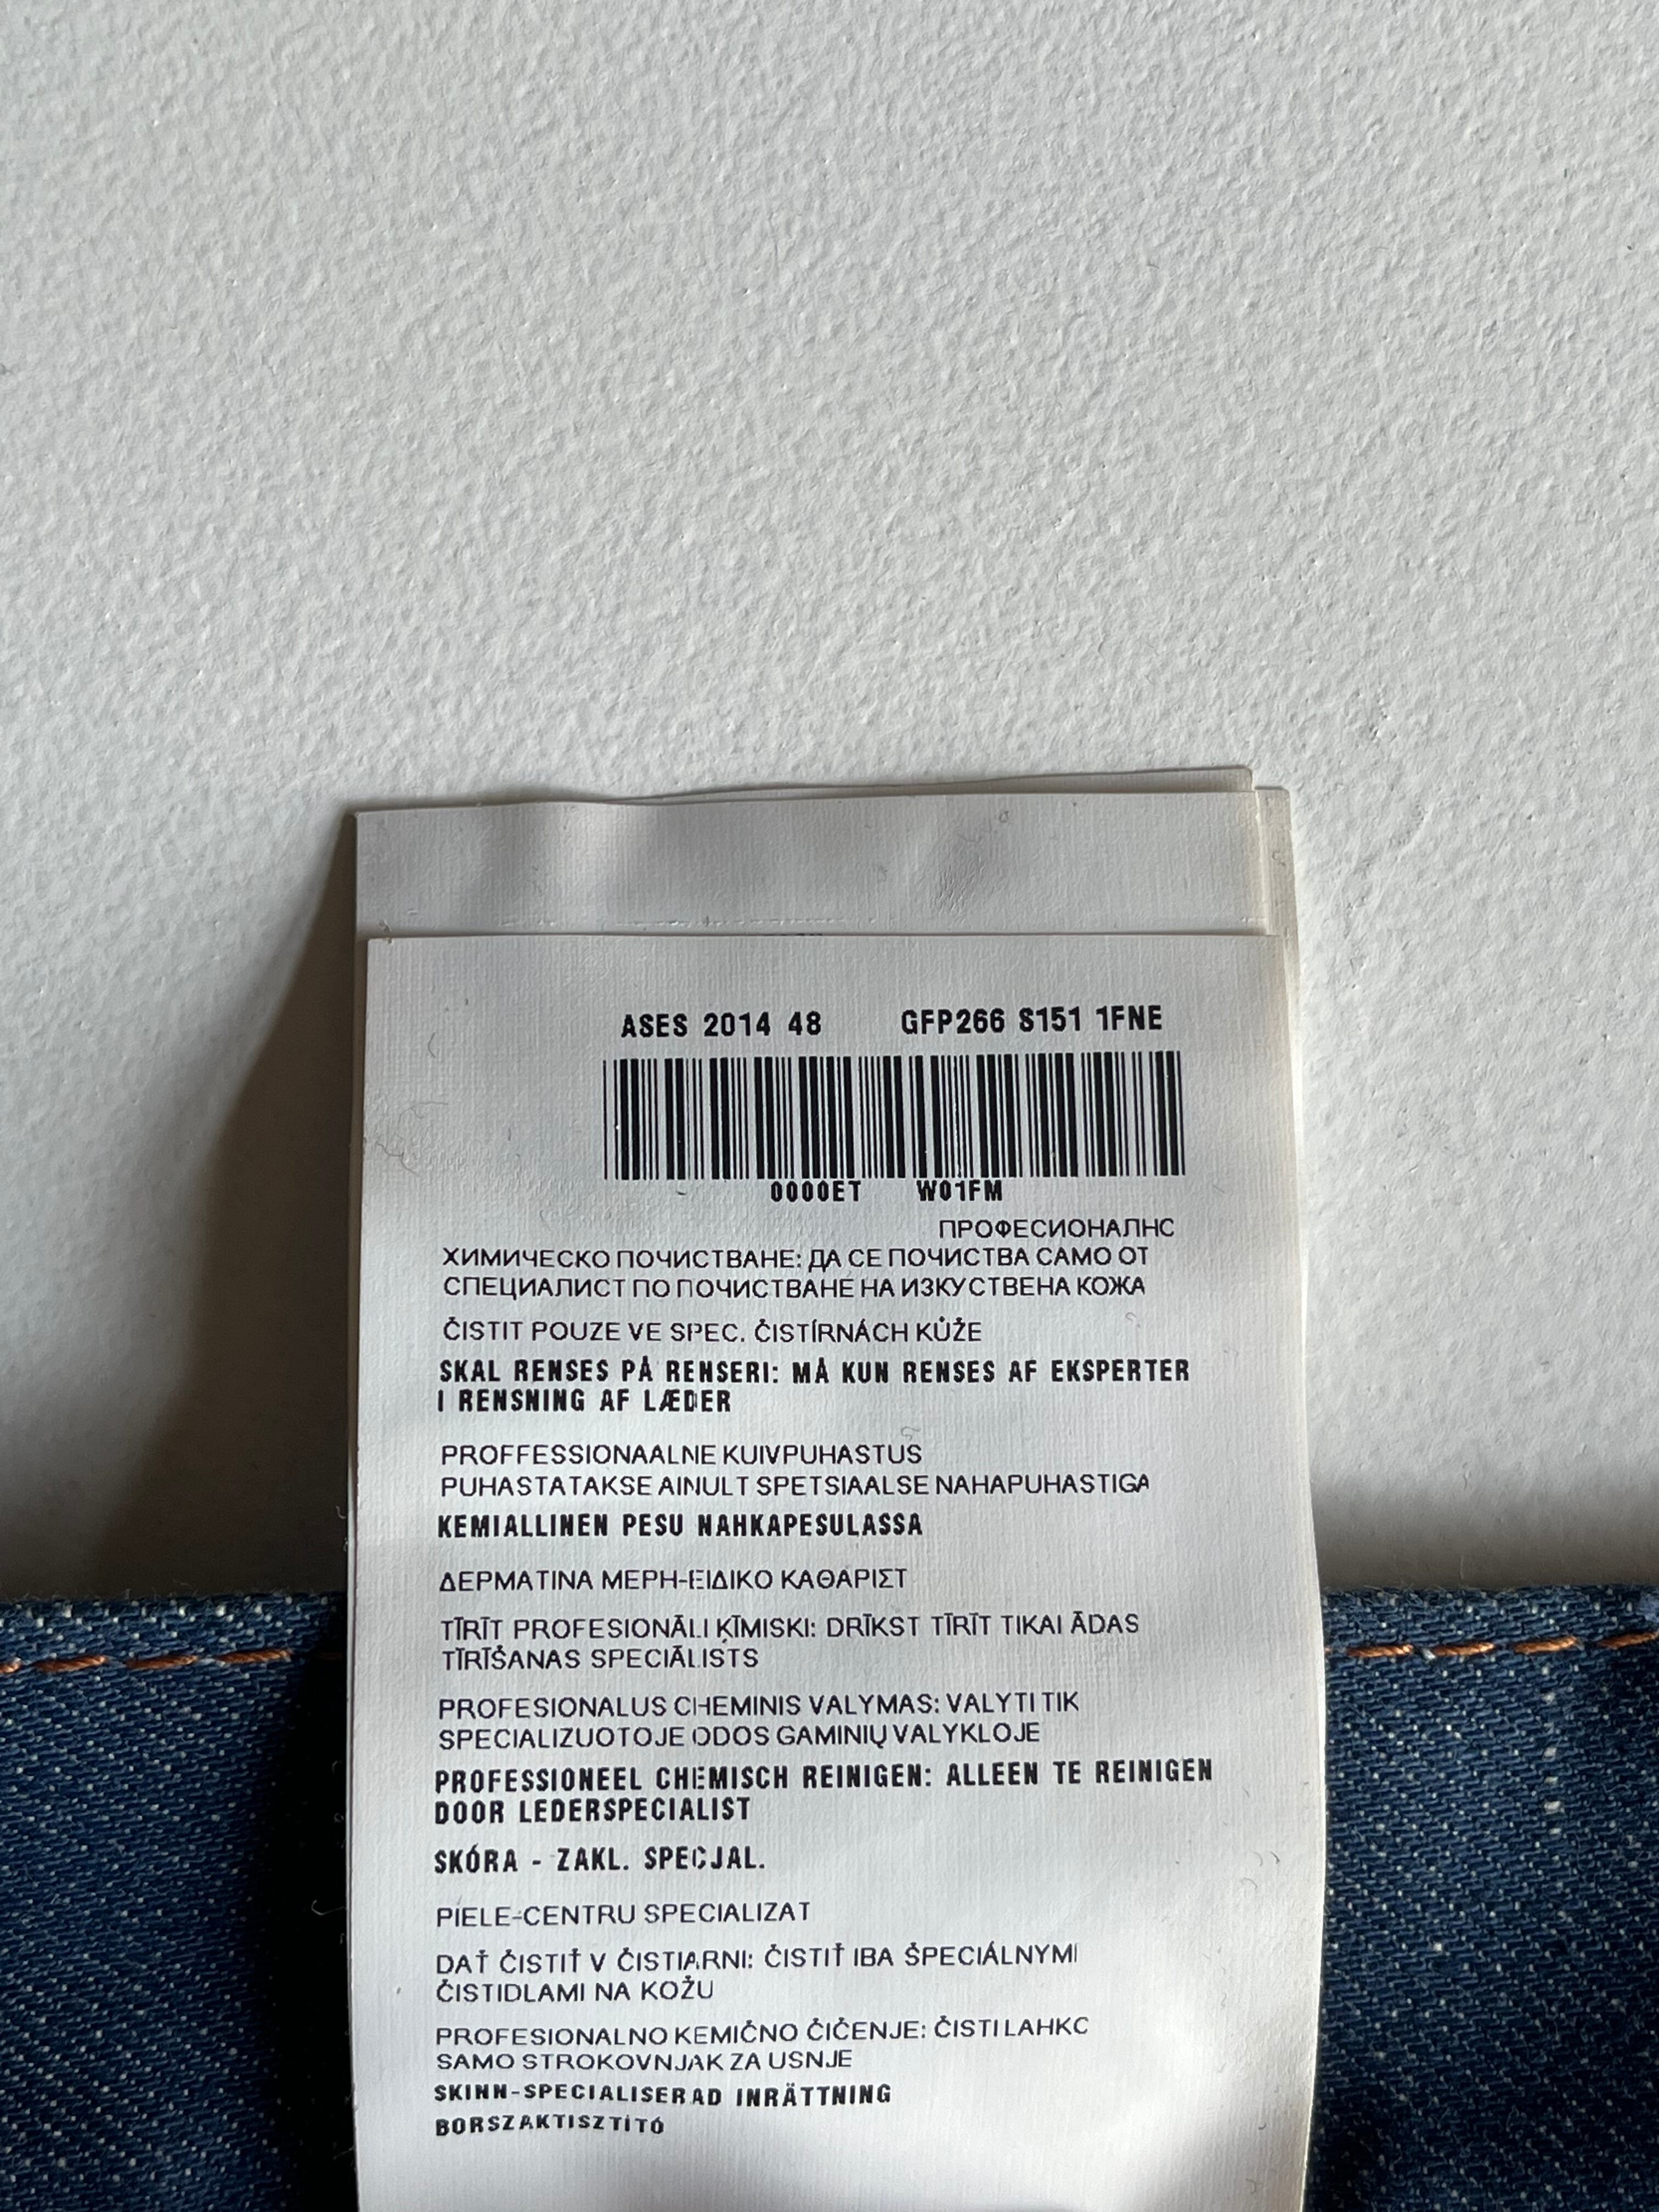 ASES 2014 48 GFP266 S151 1FNE
0000ET W01FM
ПРОФЕСИОНАЛНС
ХИМИЧЕСКО ПОЧИСТВАНЕ: ДА СЕ ПОЧИСТВА САМО ОТ
СПЕЦИАЛИСТ ПО ПОЧИСТВАНЕ НА ИЗКУСТВЕНА КОЖА
ČISTIT POUZE VE SPEC. ČISTÍRNÁCH KŮŽE
SKAL RENSES PÅ RENSERI: MÅ KUN RENSES AF EKSPERTER
I RENSNING AF LÆDER
PROFFESSIONAALNE KUIVPUHASTUS
PUHASTATAKSE AINULT SPETSIAALSE NAHAPUHASTIGA
KEMIALLINEN PESU NAHKAPESULASSA
ΔΕΡΜΑΤΙΝΑ ΜΕΡΗ-ΕΙΔΙΚΟ ΚΑΘΑΡΙΣΤ
TĪRĪT PROFESIONĀLI ĶĪMISKI: DRĪKST TĪRĪT TIKAI ĀDAS
TĪRĪŠANAS SPECIĀLISTS
PROFESIONALUS CHEMINIS VALYMAS: VALYTI TIK
SPECIALIZUOTOJE ODOS GAMINIŲ VALYKLOJE
PROFESSIONEEL CHEMISCH REINIGEN: ALLEEN TE REINIGEN
DOOR LEDERSPECIALIST
SKÓRA - ZAKL. SPECJAL.
PIELE-CENTRU SPECIALIZAT
DAŤ ČISTIŤ V ČISTIARNI: ČISTIŤ IBA ŠPECIÁLNYMI
ČISTIDLAMI NA KOŽU
PROFESIONALNO KEMIČNO ČIČENJE: ČISTI LAHKC
SAMO STROKOVNJAK ZA USNJE
SKINN-SPECIALISERAD INRÄTTNING
BORSZAKTISZTÍTÓ